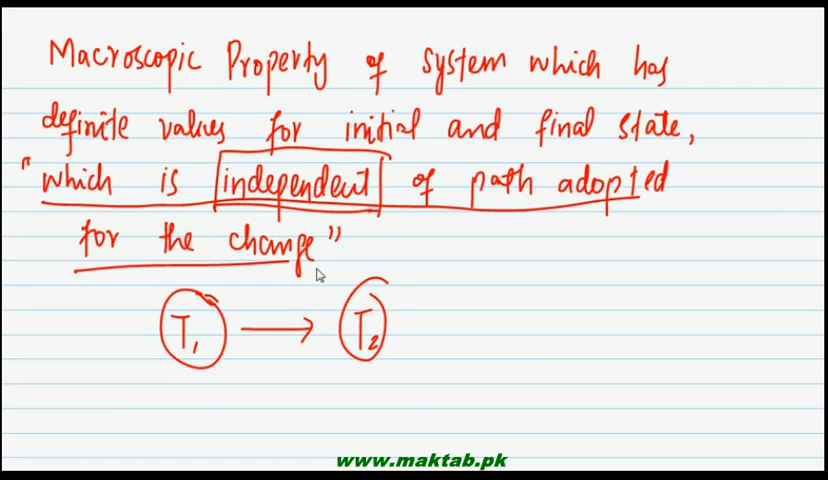 Macroscopic Property of system which has
definite values for initial and final state,
"which is independent of path adopted
for the change"
T₁ → T₂
www.maktab.pk